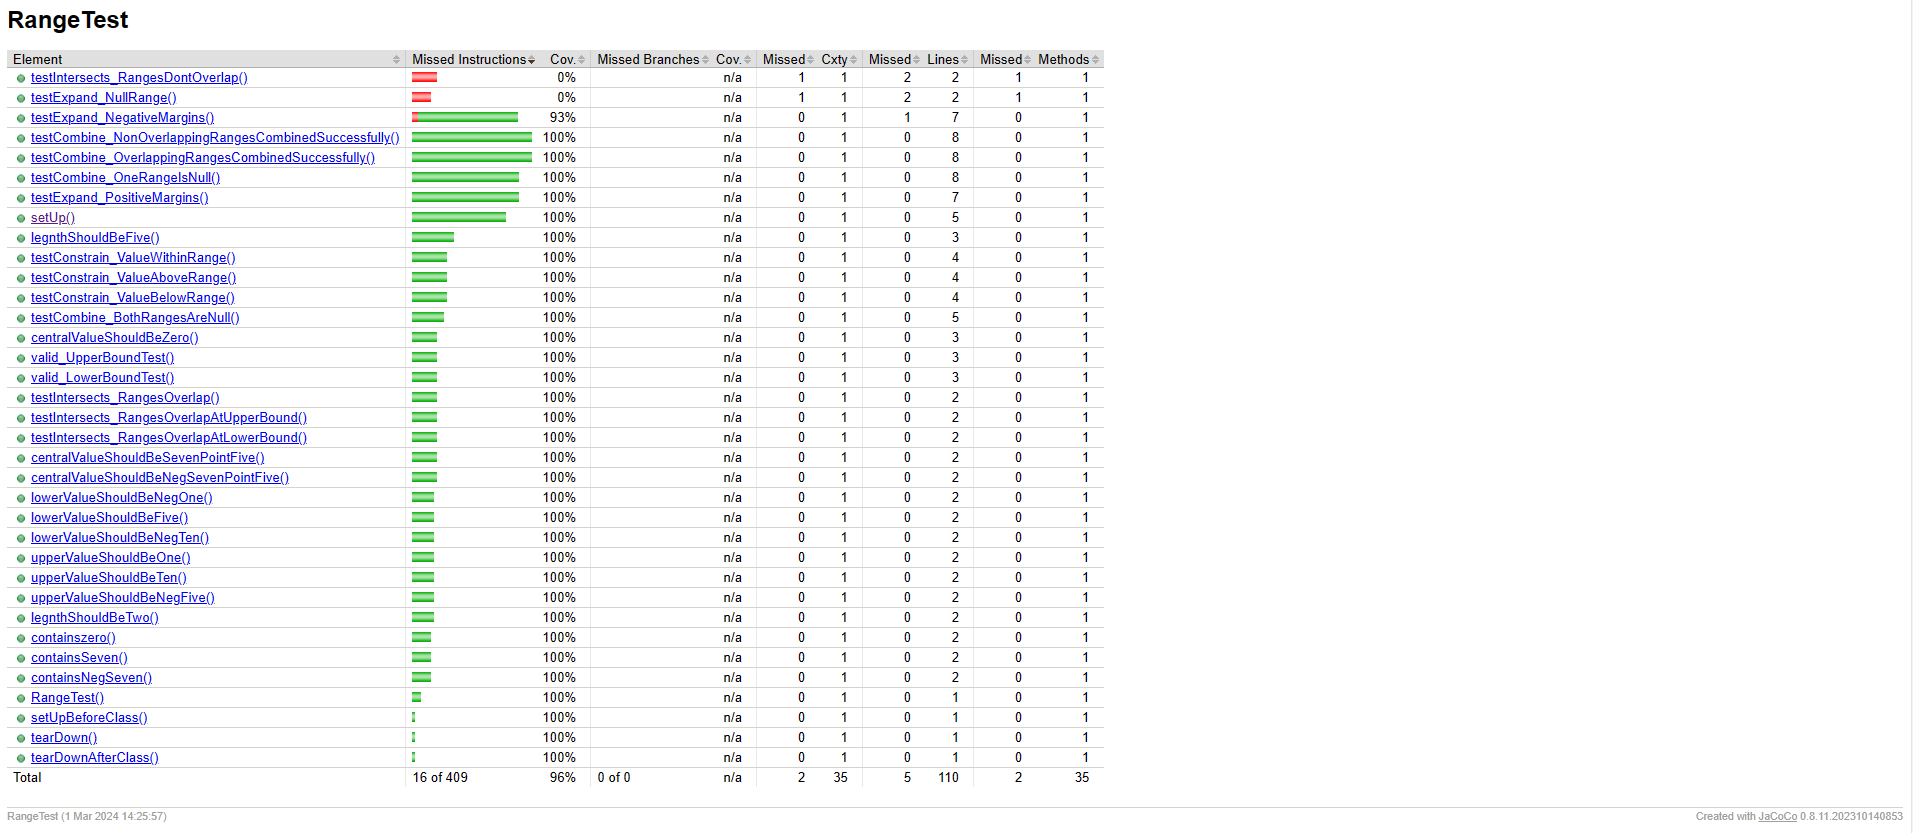 RangeTest
Element Missed Instructions Cov. Missed Branches Cov. Missed Cxty Missed Lines Missed Methods
testIntersects_RangesDontOverlap() 0% n/a 1 1 2 2 1 1
testExpand_NullRange() 0% n/a 1 1 2 2 1 1
testExpand_NegativeMargins() 93% n/a 0 1 1 7 0 1
testCombine_NonOverlappingRangesCombinedSuccessfully() 100% n/a 0 1 0 8 0 1
testCombine_OverlappingRangesCombinedSuccessfully() 100% n/a 0 1 0 8 0 1
testCombine_OneRangeIsNull() 100% n/a 0 1 0 8 0 1
testExpand_PositiveMargins() 100% n/a 0 1 0 7 0 1
setUp() 100% n/a 0 1 0 5 0 1
legnthShouldBeFive() 100% n/a 0 1 0 3 0 1
testConstrain_ValueWithinRange() 100% n/a 0 1 0 4 0 1
testConstrain_ValueAboveRange() 100% n/a 0 1 0 4 0 1
testConstrain_ValueBelowRange() 100% n/a 0 1 0 4 0 1
testCombine_BothRangesAreNull() 100% n/a 0 1 0 5 0 1
centralValueShouldBeZero() 100% n/a 0 1 0 3 0 1
valid_UpperBoundTest() 100% n/a 0 1 0 3 0 1
valid_LowerBoundTest() 100% n/a 0 1 0 3 0 1
testIntersects_RangesOverlap() 100% n/a 0 1 0 2 0 1
testIntersects_RangesOverlapAtUpperBound() 100% n/a 0 1 0 2 0 1
testIntersects_RangesOverlapAtLowerBound() 100% n/a 0 1 0 2 0 1
centralValueShouldBeSevenPointFive() 100% n/a 0 1 0 2 0 1
centralValueShouldBeNegSevenPointFive() 100% n/a 0 1 0 2 0 1
lowerValueShouldBeNegOne() 100% n/a 0 1 0 2 0 1
lowerValueShouldBeFive() 100% n/a 0 1 0 2 0 1
lowerValueShouldBeNegTen() 100% n/a 0 1 0 2 0 1
upperValueShouldBeOne() 100% n/a 0 1 0 2 0 1
upperValueShouldBeTen() 100% n/a 0 1 0 2 0 1
upperValueShouldBeNegFive() 100% n/a 0 1 0 2 0 1
legnthShouldBeTwo() 100% n/a 0 1 0 2 0 1
containszero() 100% n/a 0 1 0 2 0 1
containsSeven() 100% n/a 0 1 0 2 0 1
containsNegSeven() 100% n/a 0 1 0 2 0 1
RangeTest() 100% n/a 0 1 0 1 0 1
setUpBeforeClass() 100% n/a 0 1 0 1 0 1
tearDown() 100% n/a 0 1 0 1 0 1
tearDownAfterClass() 100% n/a 0 1 0 1 0 1
Total 16 of 409 96% 0 of 0 n/a 2 35 5 110 2 35
RangeTest (1 Mar 2024 14:25:57) Created with JaCoCo 0.8.11.202310140853